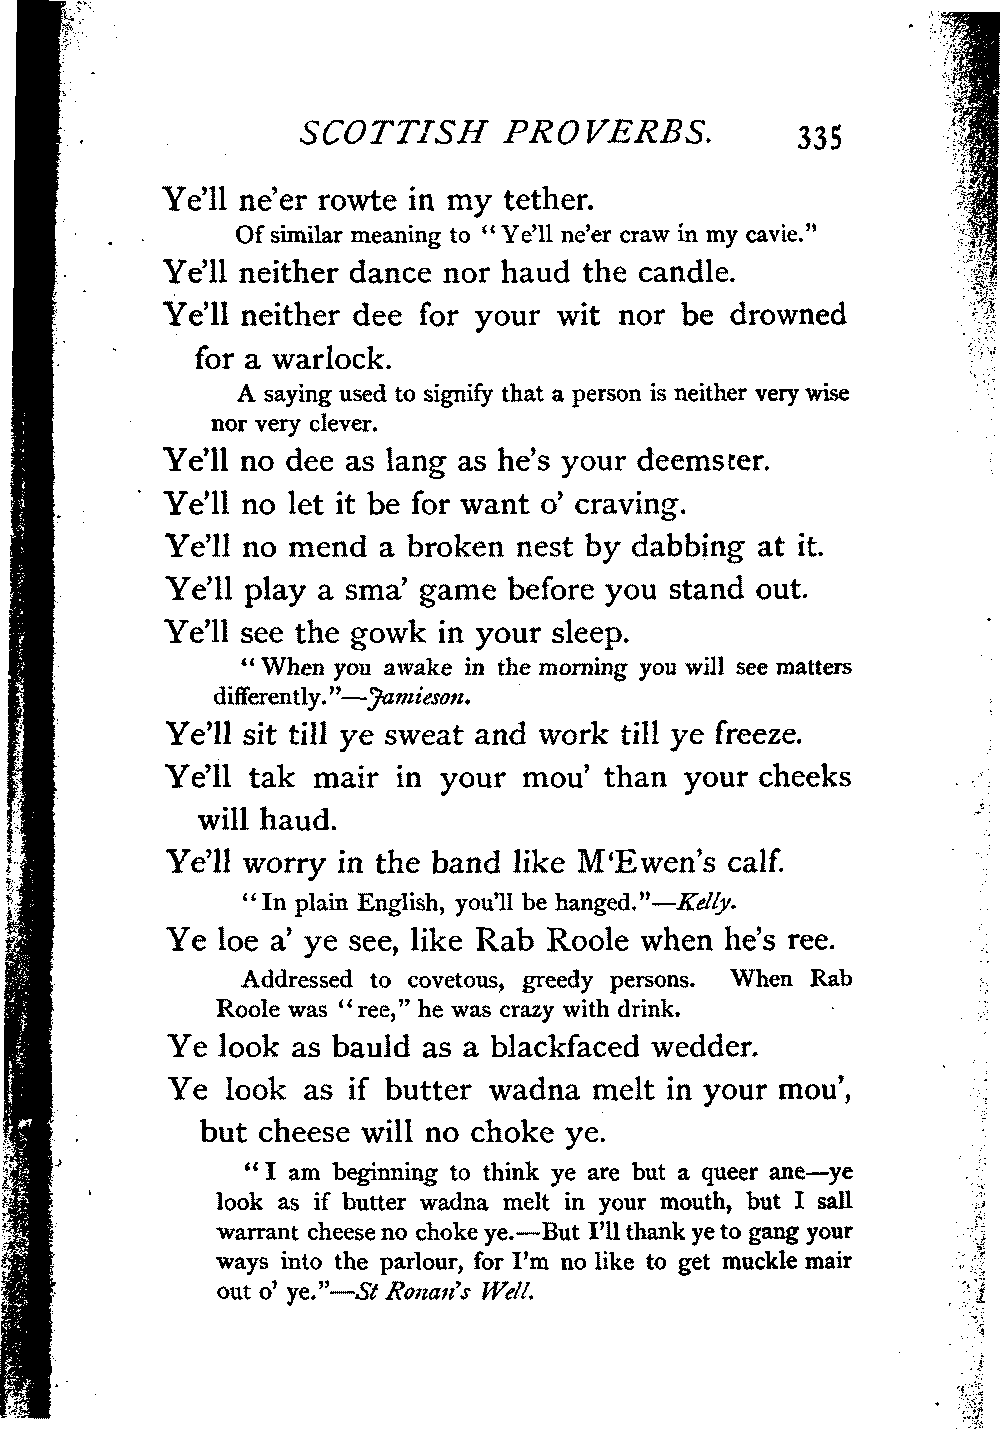 SCOTTISH PROVERBS. 335
Ye'll ne'er rowte in my tether.
Of similar meaning to "Ye'll ne'er craw in my cavie."
Ye'll neither dance nor haud the candle.
Ye'll neither dee for your wit nor be drowned
for a warlock.
A saying used to signify that a person is neither very wise
nor very clever.
Ye'll no dee as lang as he's your deemster.
Ye'll no let it be for want o' craving.
Ye'll no mend a broken nest by dabbing at it.
Ye'll play a sma' game before you stand out.
Ye'll see the gowk in your sleep.
"When you awake in the morning you will see matters
differently."—Jamieson.
Ye'll sit till ye sweat and work till ye freeze.
Ye'll tak mair in your mou' than your cheeks
will haud.
Ye'll worry in the band like M'Ewen's calf.
"In plain English, you'll be hanged."—Kelly.
Ye loe a' ye see, like Rab Roole when he's ree.
Addressed to covetous, greedy persons. When Rab
Roole was "ree," he was crazy with drink.
Ye look as bauld as a blackfaced wedder.
Ye look as if butter wadna melt in your mou',
but cheese will no choke ye.
"I am beginning to think ye are but a queer ane—ye
look as if butter wadna melt in your mouth, but I sall
warrant cheese no choke ye.—But I'll thank ye to gang your
ways into the parlour, for I'm no like to get muckle mair
out o' ye."—St Ronan's Well.